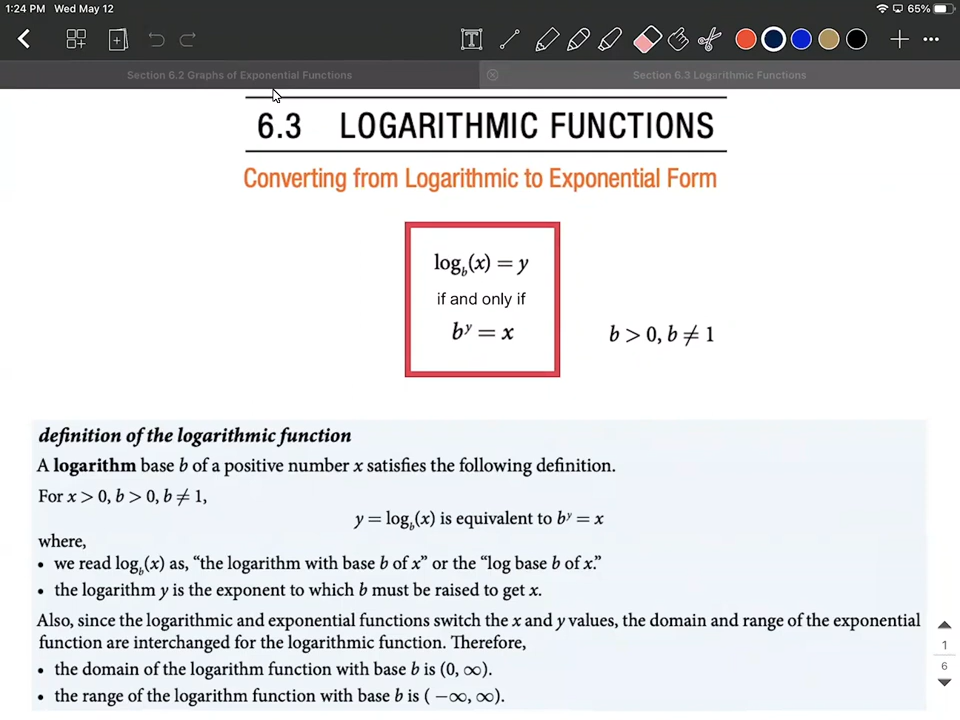 1:24 PM Wed May 12
65%
Section 6.2 Graphs of Exponential Functions
Section 6.3 Logarithmic Functions
6.3 LOGARITHMIC FUNCTIONS
Converting from Logarithmic to Exponential Form
log_b(x) = y
if and only if
b^y = x
b > 0, b ≠ 1
definition of the logarithmic function
A logarithm base b of a positive number x satisfies the following definition.
For x > 0, b > 0, b ≠ 1,
y = log_b(x) is equivalent to b^y = x
where,
• we read log_b(x) as, “the logarithm with base b of x” or the “log base b of x.”
• the logarithm y is the exponent to which b must be raised to get x.
Also, since the logarithmic and exponential functions switch the x and y values, the domain and range of the exponential
function are interchanged for the logarithmic function. Therefore,
• the domain of the logarithm function with base b is (0, ∞).
• the range of the logarithm function with base b is ( −∞, ∞).
1
6